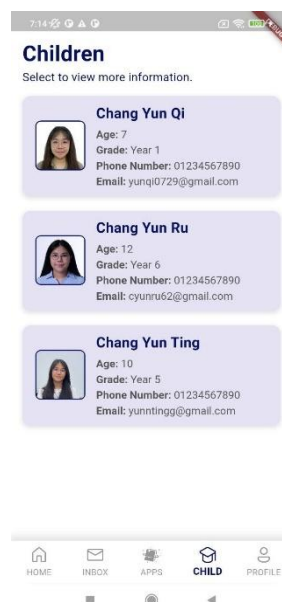 7:14
Children
Select to view more information.
Chang Yun Qi
Age: 7
Grade: Year 1
Phone Number: 01234567890
Email: yunqi0729@gmail.com
Chang Yun Ru
Age: 12
Grade: Year 6
Phone Number: 01234567890
Email: cyunru62@gmail.com
Chang Yun Ting
Age: 10
Grade: Year 5
Phone Number: 01234567890
Email: yunntingg@gmail.com
HOME INBOX APPS CHILD PROFILE